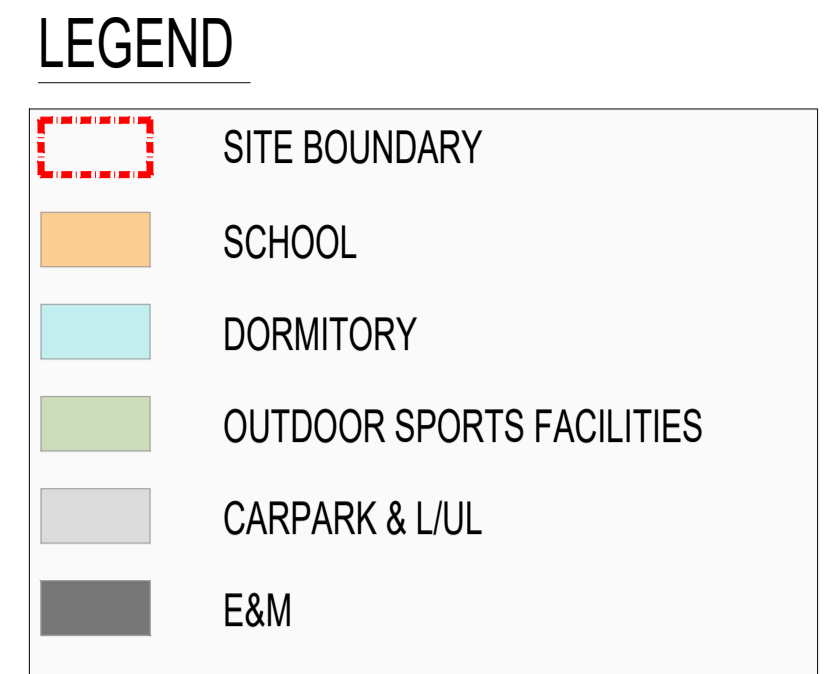 LEGEND
SITE BOUNDARY
SCHOOL
DORMITORY
OUTDOOR SPORTS FACILITIES
CARPARK & L/UL
E&M